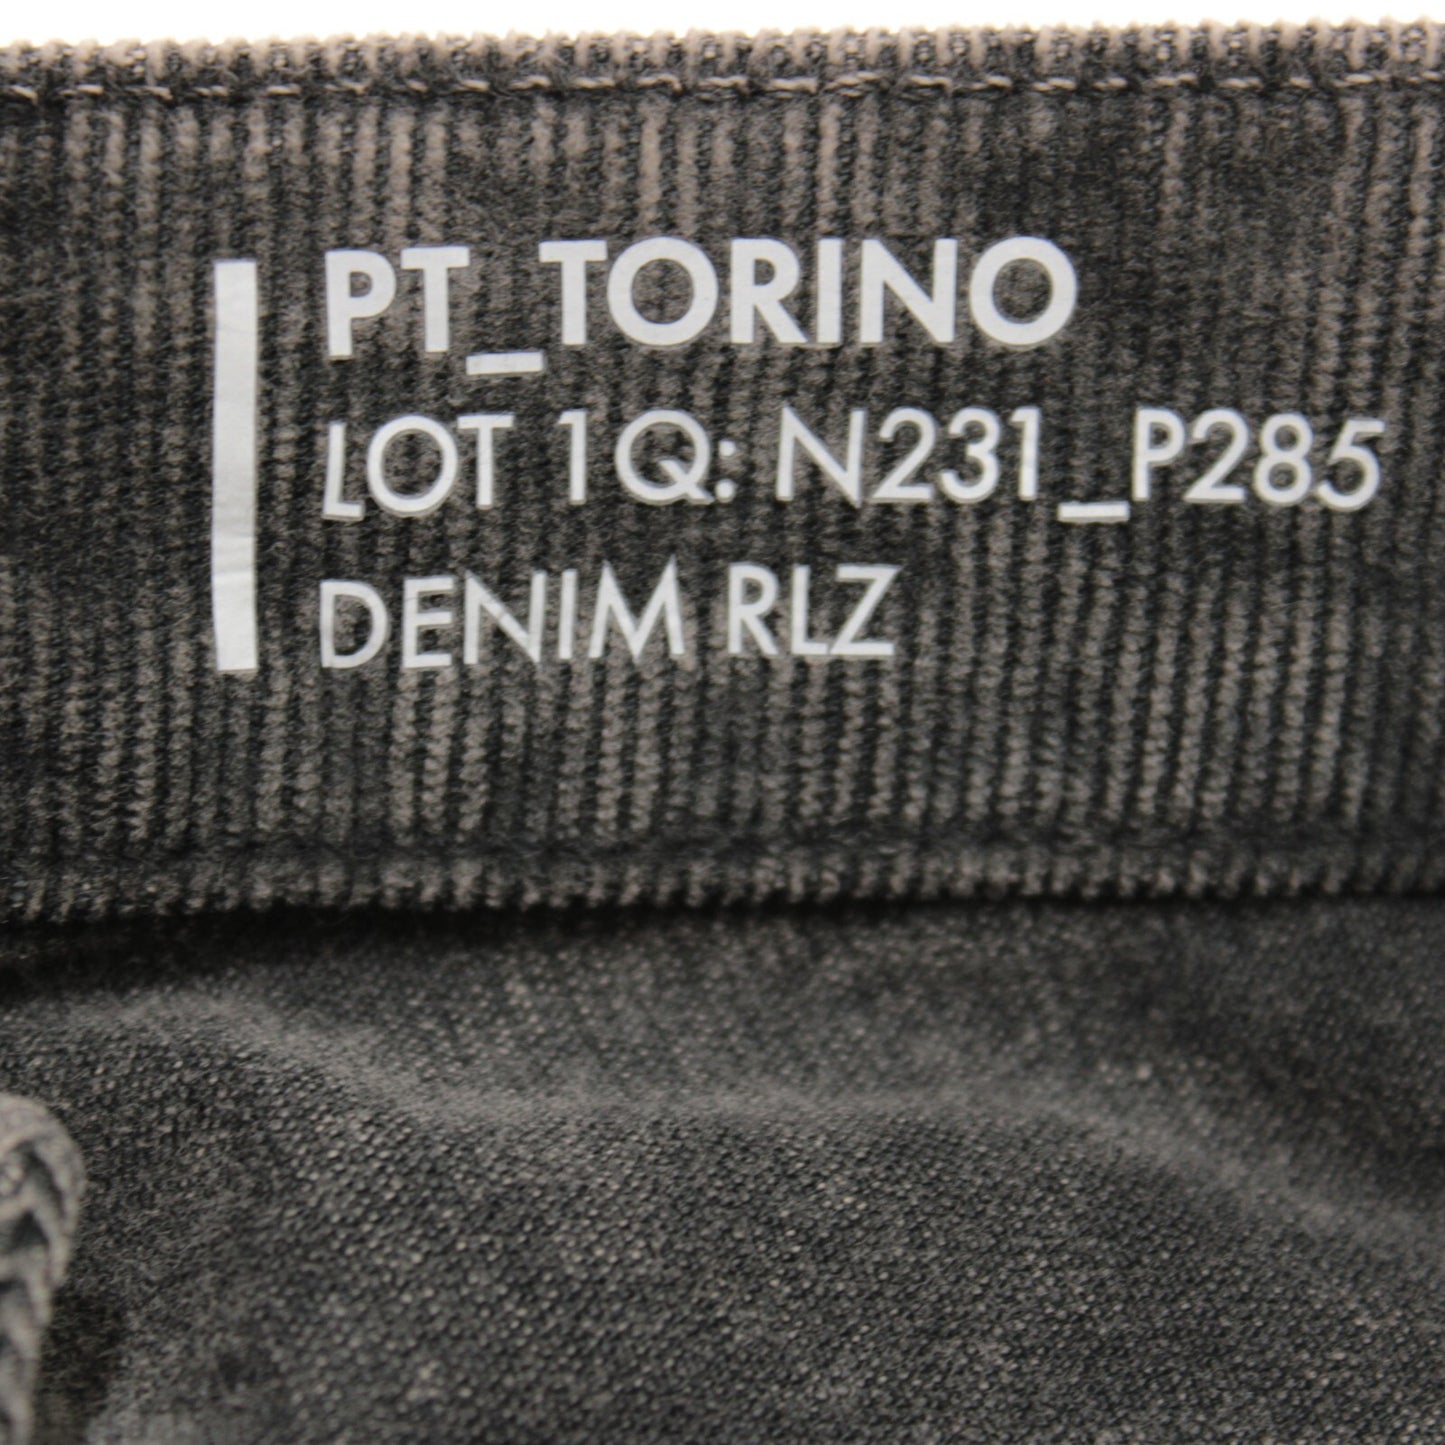 PT_TORINO
LOT 1Q: N231_P285
DENIM RLZ